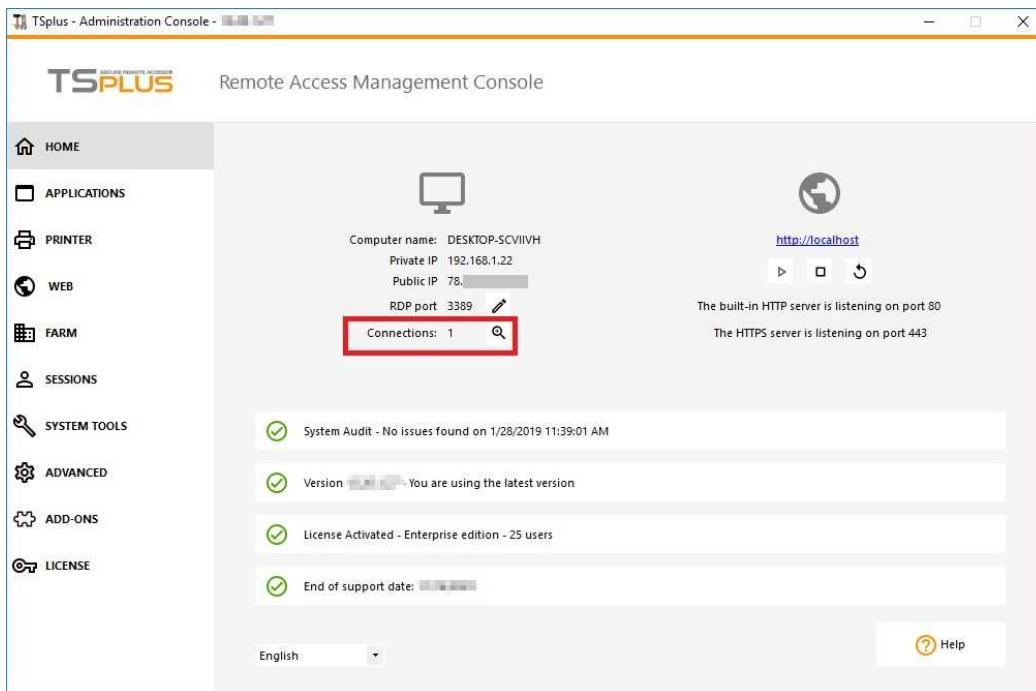 TSplus - Administration Console -
TSPLUS
SECURE REMOTE ACCESS
Remote Access Management Console
HOME
APPLICATIONS
PRINTER
WEB
FARM
SESSIONS
SYSTEM TOOLS
ADVANCED
ADD-ONS
LICENSE
Computer name: DESKTOP-SCVIIVH
Private IP 192.168.1.22
Public IP 78.
RDP port 3389
Connections: 1
http://localhost
The built-in HTTP server is listening on port 80
The HTTPS server is listening on port 443
System Audit - No issues found on 1/28/2019 11:39:01 AM
Version - You are using the latest version
License Activated - Enterprise edition - 25 users
End of support date:
English
Help